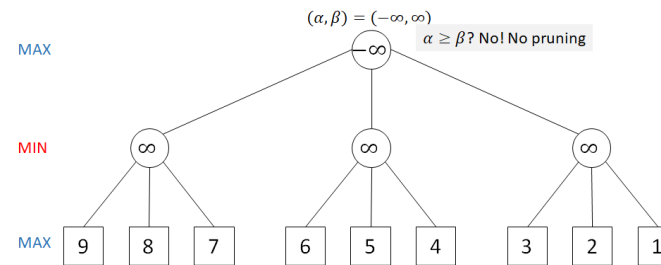 (α, β) = (−∞, ∞)
α ≥ β? No! No pruning
MAX
−∞
MIN
∞ ∞ ∞
MAX
9 8 7 6 5 4 3 2 1